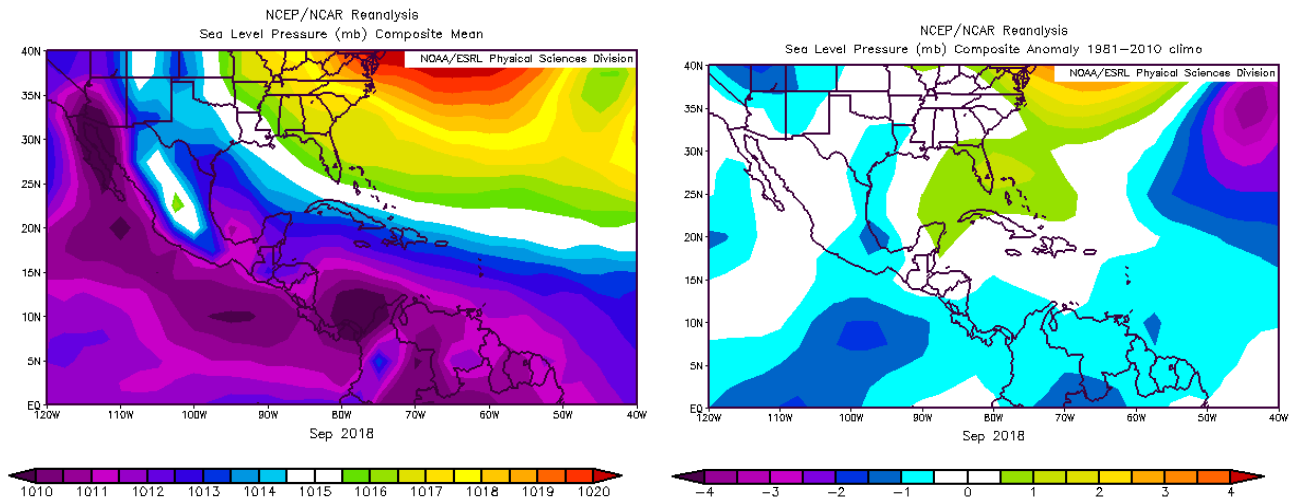 NCEP/NCAR Reanalysis
Sea Level Pressure (mb) Composite Mean
NOAA/ESRL Physical Sciences Division
40N
35N
30N
25N
20N
15N
10N
5N
EQ
120W 110W 100W 90W 80W 70W 60W 50W 40W
Sep 2018
1010 1011 1012 1013 1014 1015 1016 1017 1018 1019 1020
NCEP/NCAR Reanalysis
Sea Level Pressure (mb) Composite Anomaly 1981-2010 climo
NOAA/ESRL Physical Sciences Division
40N
35N
30N
25N
20N
15N
10N
5N
EQ
120W 110W 100W 90W 80W 70W 60W 50W 40W
Sep 2018
-4 -3 -2 -1 0 1 2 3 4